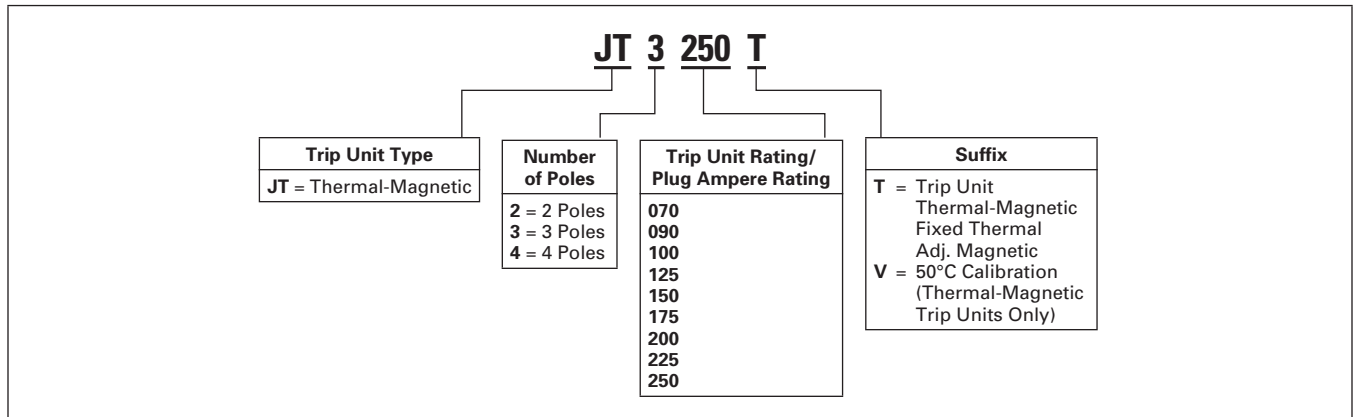 JT 3 250 T
Trip Unit Type
JT = Thermal-Magnetic
Number
of Poles
2 = 2 Poles
3 = 3 Poles
4 = 4 Poles
Trip Unit Rating/
Plug Ampere Rating
070
090
100
125
150
175
200
225
250
Suffix
T = Trip Unit
Thermal-Magnetic
Fixed Thermal
Adj. Magnetic
V = 50°C Calibration
(Thermal-Magnetic
Trip Units Only)